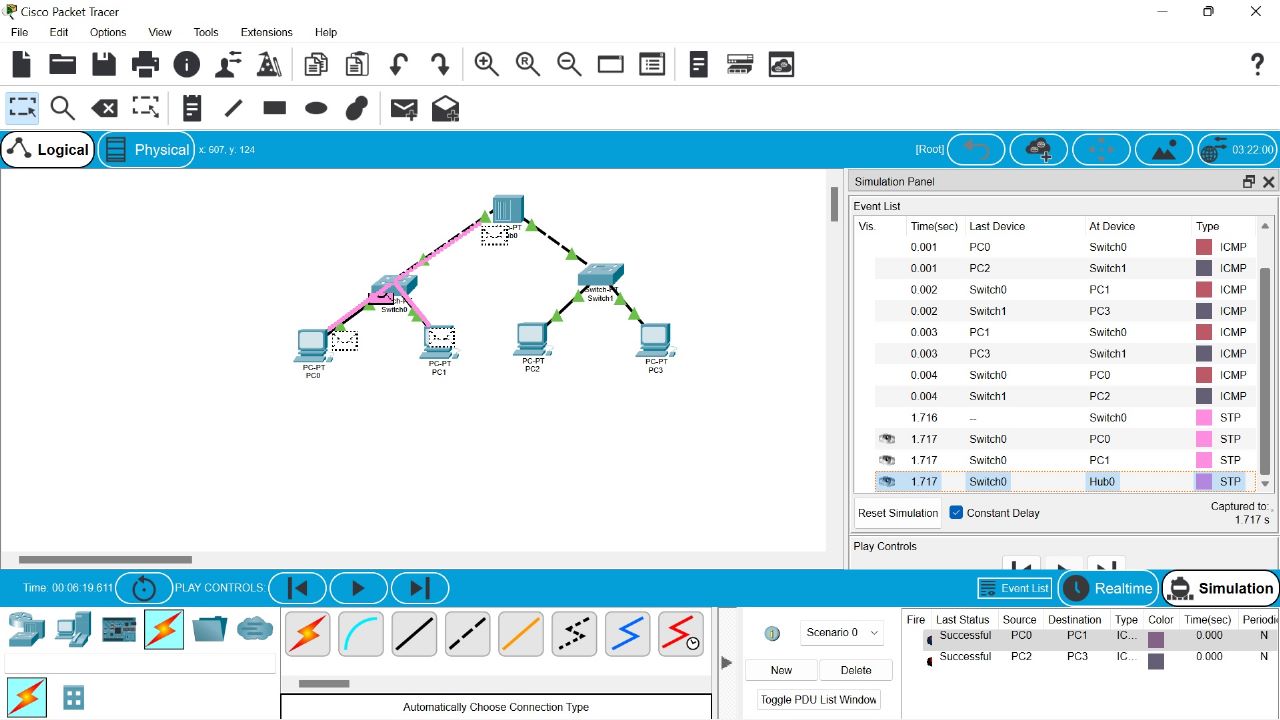 Cisco Packet Tracer
File Edit Options View Tools Extensions Help
Logical Physical x: 607, y: 124 [Root] 03:22:00
Simulation Panel
Event List
Vis. Time(sec) Last Device At Device Type
0.001 PC0 Switch0 ICMP
0.001 PC2 Switch1 ICMP
0.002 Switch0 PC1 ICMP
0.002 Switch1 PC3 ICMP
0.003 PC1 Switch0 ICMP
0.003 PC3 Switch1 ICMP
0.004 Switch0 PC0 ICMP
0.004 Switch1 PC2 ICMP
1.716 -- Switch0 STP
1.717 Switch0 PC0 STP
1.717 Switch0 PC1 STP
1.717 Switch0 Hub0 STP
Reset Simulation Constant Delay Captured to:
1.717 s
Play Controls
Switch0
Switch1
PC-PT
PC0
PC-PT
PC1
PC-PT
PC2
PC-PT
PC3
Time: 00:06:19.611 PLAY CONTROLS: Event List Realtime Simulation
Scenario 0
New Delete
Toggle PDU List Window
Fire Last Status Source Destination Type Color Time(sec) Periodi
Successful PC0 PC1 IC... 0.000 N
Successful PC2 PC3 IC... 0.000 N
Automatically Choose Connection Type